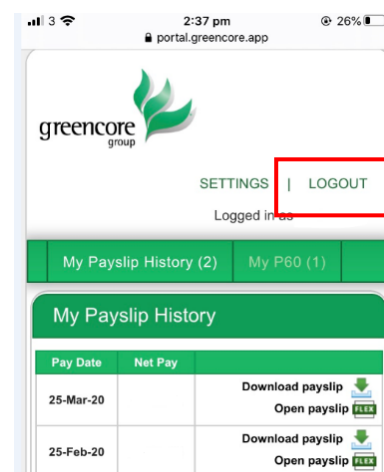 3 2:37 pm 26%
portal.greencore.app
greencore
group
SETTINGS | LOGOUT
Logged in as
My Payslip History (2) My P60 (1)
My Payslip History
Pay Date Net Pay
Download payslip
25-Mar-20
Open payslip FLEX
Download payslip
25-Feb-20
Open payslip FLEX